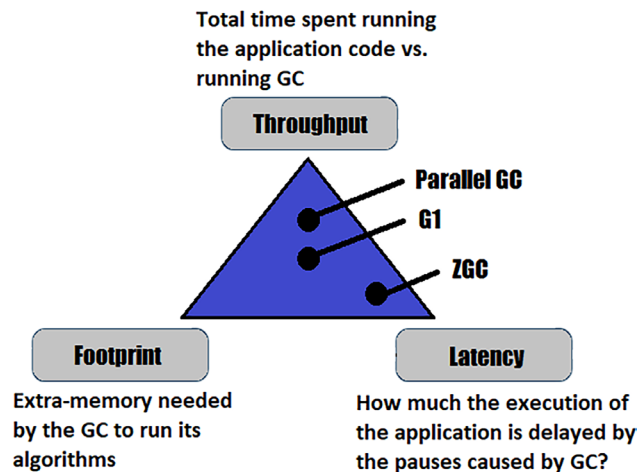 Total time spent running
the application code vs.
running GC
Throughput
Parallel GC
G1
ZGC
Footprint
Latency
Extra-memory needed
by the GC to run its
algorithms
How much the execution of
the application is delayed by
the pauses caused by GC?